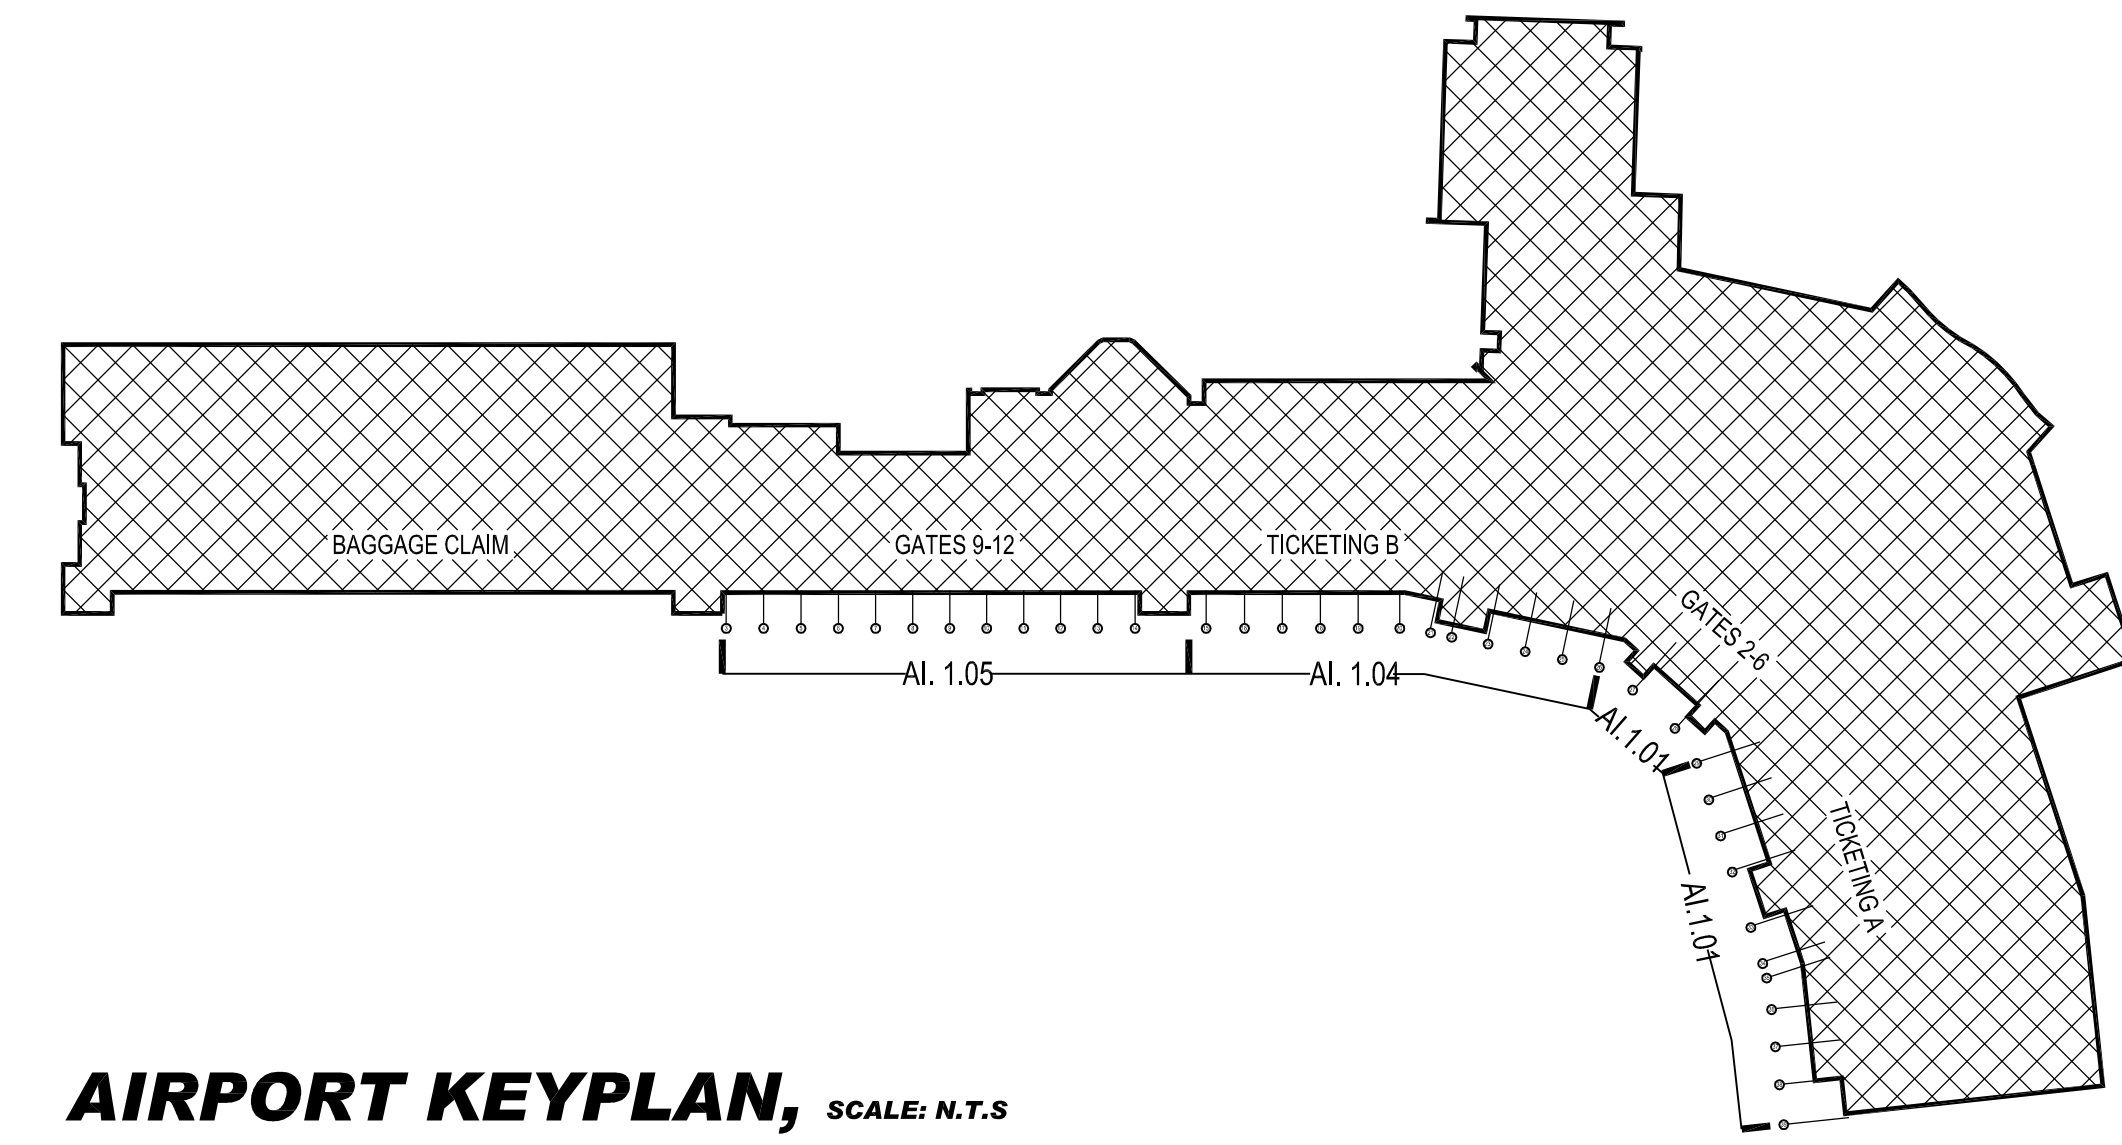 BAGGAGE CLAIM
GATES 9-12
TICKETING B
GATES 2-6
AI. 1.05
AI. 1.04
AI. 1.01
TICKETING A
AI. 1.01
AIRPORT KEYPLAN, SCALE: N.T.S